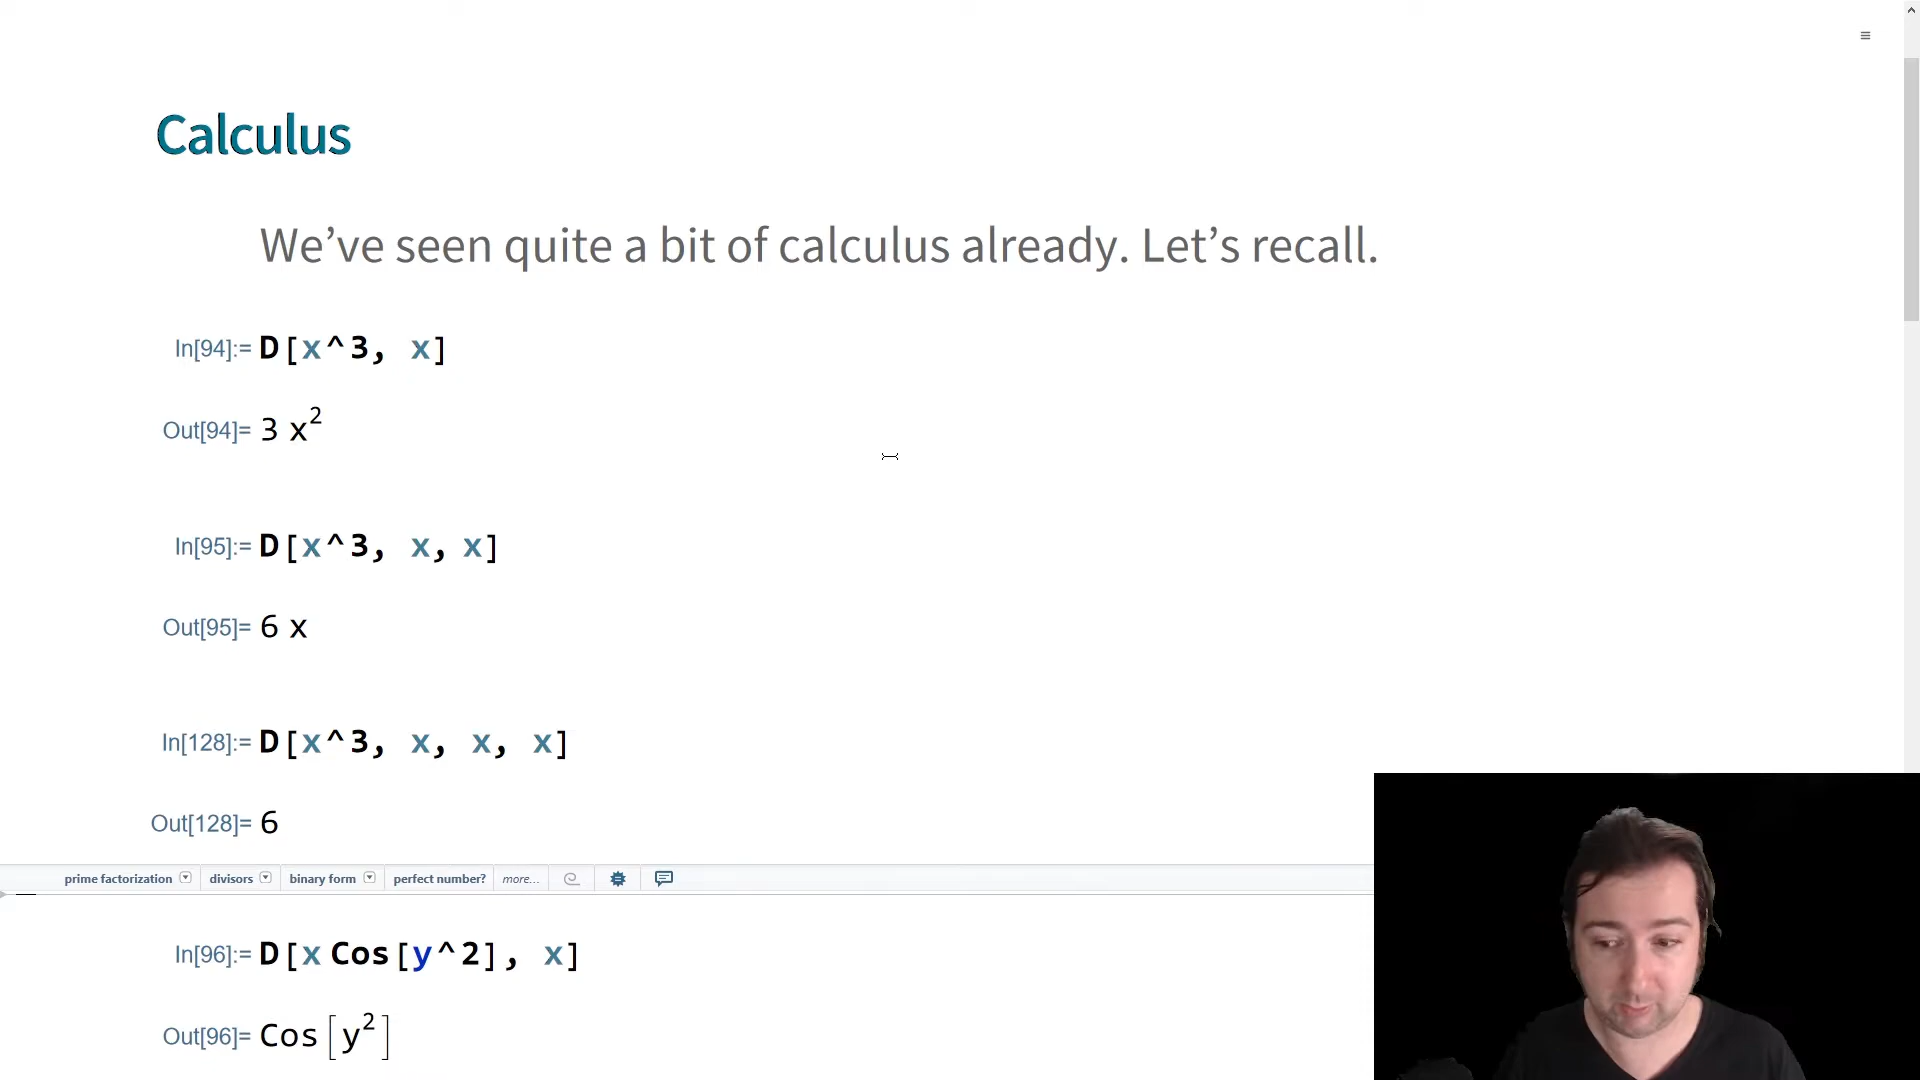 Calculus
We’ve seen quite a bit of calculus already. Let’s recall.
In[94]:= D[x^3, x]
Out[94]= 3 x²
In[95]:= D[x^3, x, x]
Out[95]= 6 x
In[128]:= D[x^3, x, x, x]
Out[128]= 6
prime factorization divisors binary form perfect number? more...
In[96]:= D[x Cos[y^2], x]
Out[96]= Cos[y²]